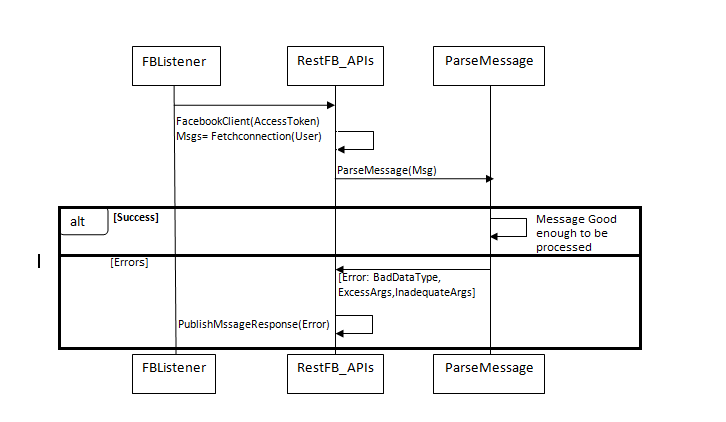 FBListener
RestFB_APIs
ParseMessage
FacebookClient(AccessToken)
Msgs= Fetchconnection(User)
ParseMessage(Msg)
alt
[Success]
Message Good
enough to be
processed
[Errors]
[Error: BadDataType,
ExcessArgs,InadequateArgs]
PublishMssageResponse(Error)
FBListener
RestFB_APIs
ParseMessage